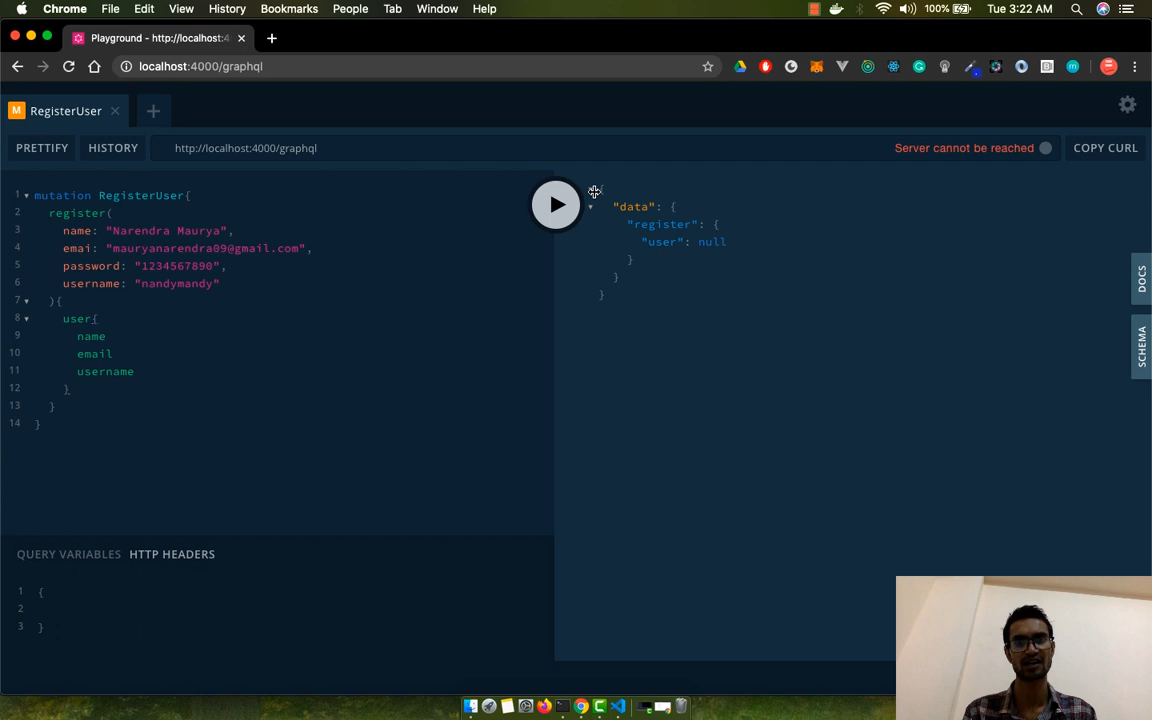 Chrome File Edit View History Bookmarks People Tab Window Help 100% Tue 3:22 AM
Playground - http://localhost:4
localhost:4000/graphql
M RegisterUser
PRETTIFY HISTORY http://localhost:4000/graphql Server cannot be reached COPY CURL
1 mutation RegisterUser{
2 register(
3 name: "Narendra Maurya",
4 emai: "mauryanarendra09@gmail.com",
5 password: "1234567890",
6 username: "nandymandy"
7 ){
8 user{
9 name
10 email
11 username
12 }
13 }
14 }
{
"data": {
"register": {
"user": null
}
}
}
DOCS
SCHEMA
QUERY VARIABLES HTTP HEADERS
1 {
2
3 }